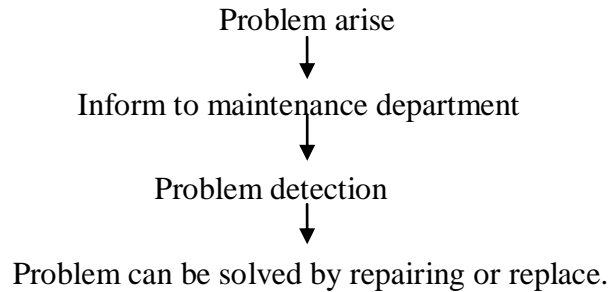 Problem arise
Inform to maintenance department
Problem detection
Problem can be solved by repairing or replace.